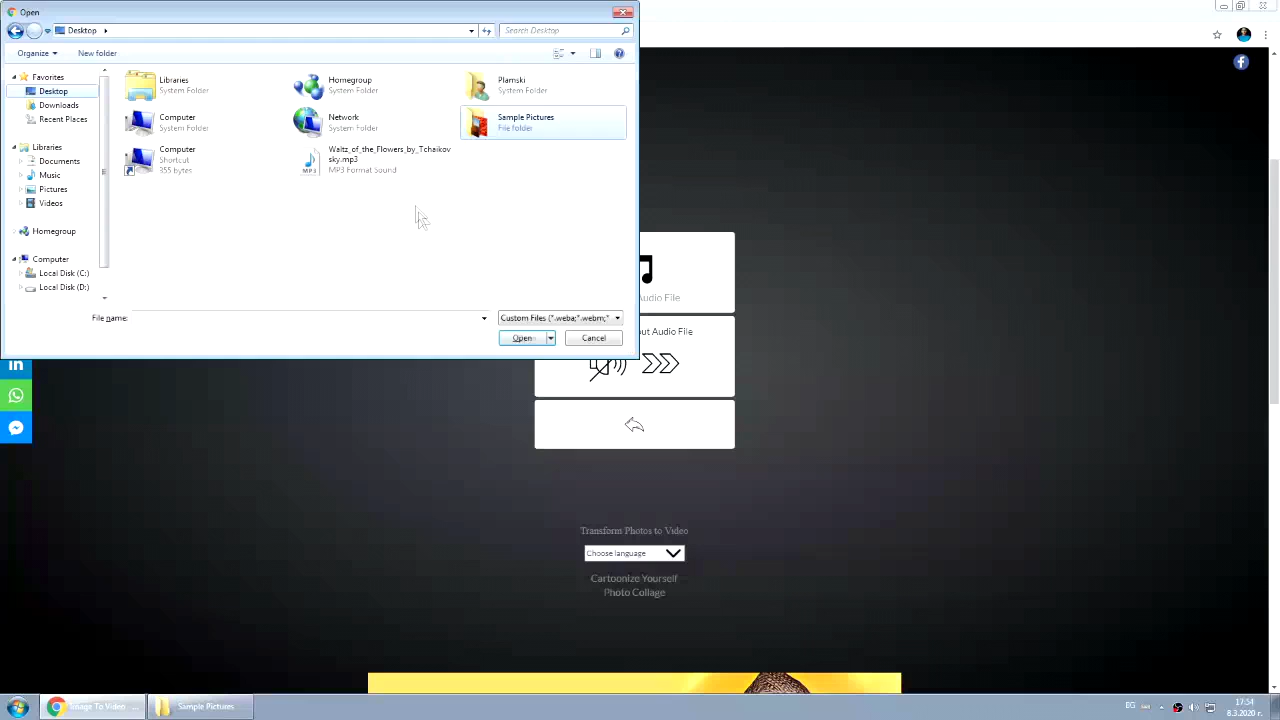 Open
Desktop
Search Desktop
Organize
New folder
Favorites
Desktop
Downloads
Recent Places
Libraries
Documents
Music
Pictures
Videos
Homegroup
Computer
Local Disk (C:)
Local Disk (D:)
Libraries
System Folder
Homegroup
System Folder
Plamski
System Folder
Computer
System Folder
Network
System Folder
Sample Pictures
File folder
Computer
Shortcut
355 bytes
Waltz_of_the_Flowers_by_Tchaikov
sky.mp3
MP3 Format Sound
MP3
File name:
Custom Files (*.weba;*.webm;*
Open
Cancel
Audio File
Audio File
Transform Photos to Video
Choose language
Cartoonize Yourself
Photo Collage
Image To Video ...
Sample Pictures
БГ
17:54
8.3.2020 г.